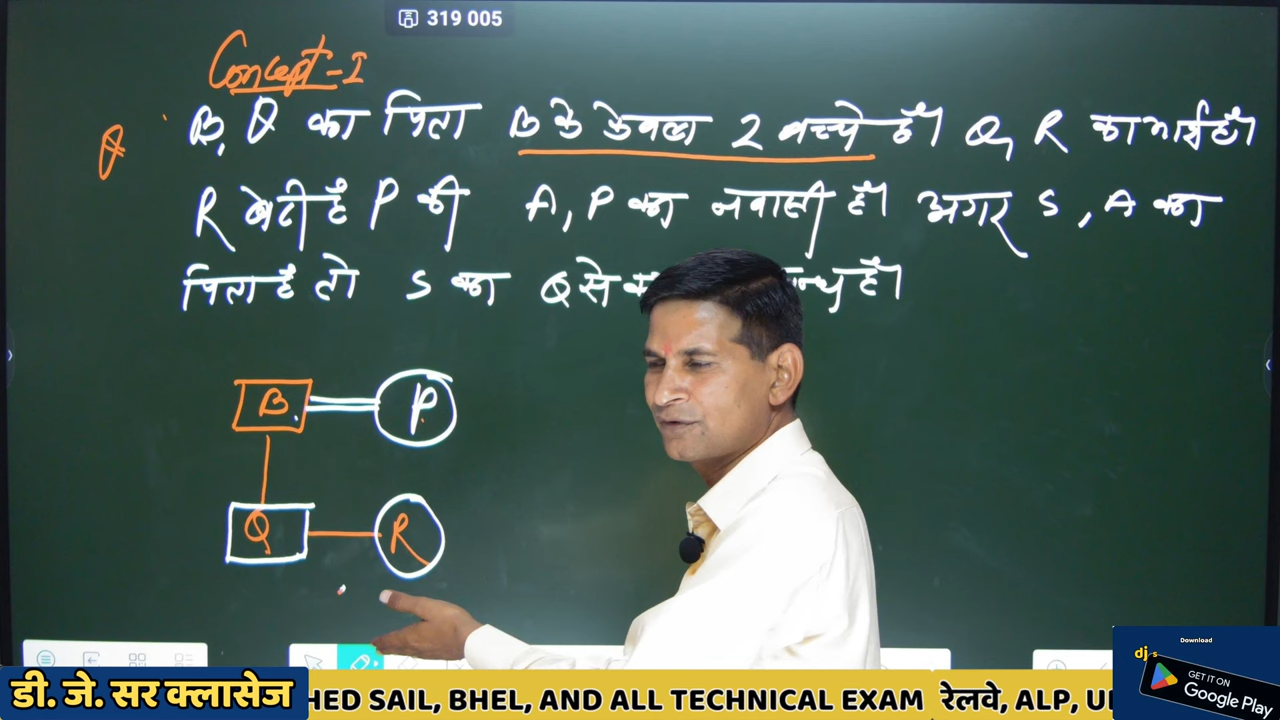 319 005
Concept-I
Q B, Q का पिता B के केवल 2 बच्चे हैं। Q, R का भाई है।
R बेटी है P की A, P का नवासी है। अगर S, A का
पिता है तो S का Q से
है।
B P
Q R
डी. जे. सर क्लासेज
HED SAIL, BHEL, AND ALL TECHNICAL EXAM रेलवे, ALP, U
Download
dj s
GET IT ON
Google Play